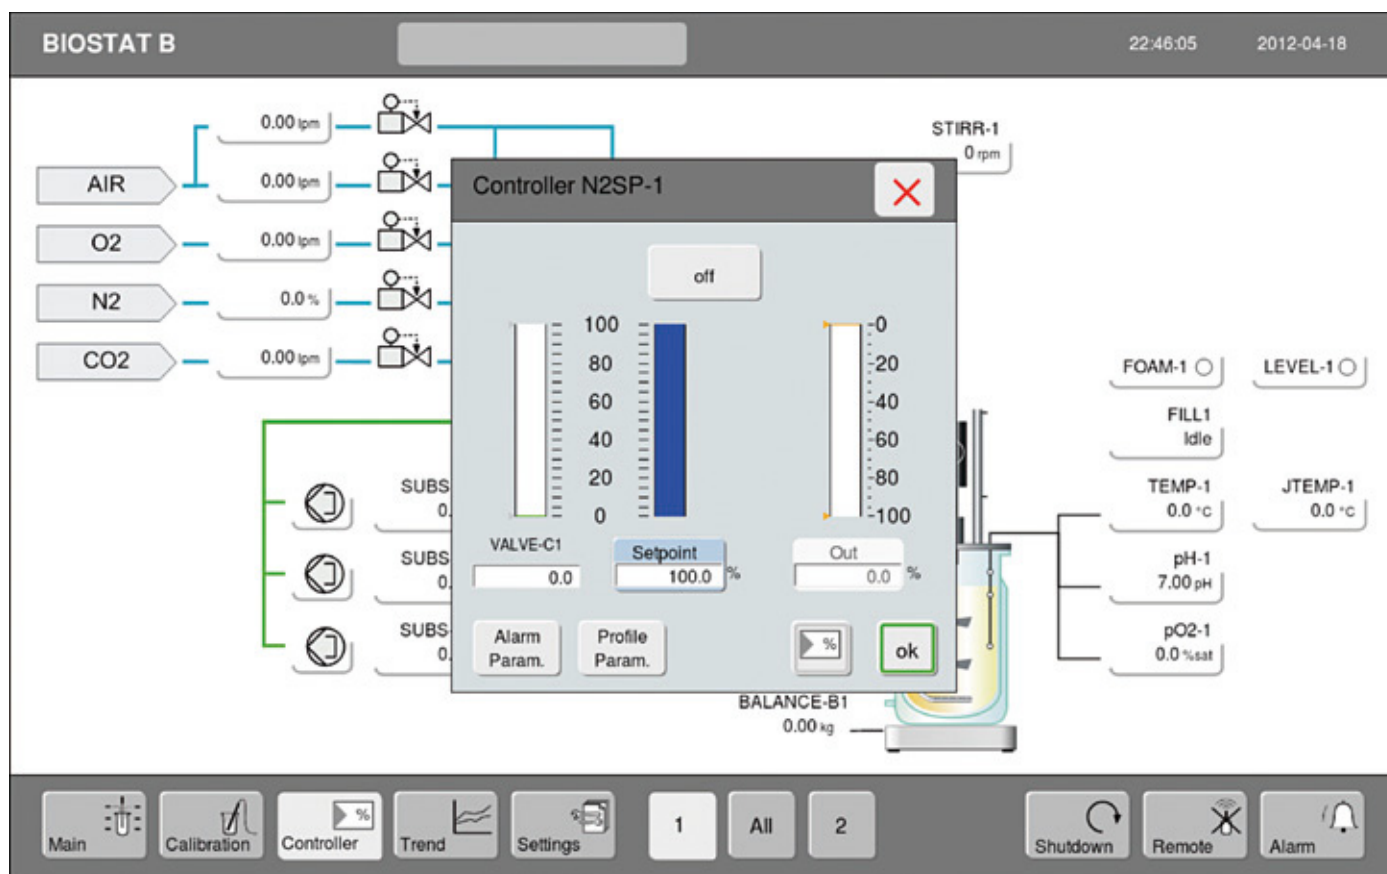 BIOSTAT B
22:46:05 2012-04-18
0.00 lpm
STIRR-1
0 rpm
AIR 0.00 lpm
O2 0.00 lpm
N2 0.0 %
CO2 0.00 lpm
Controller N2SP-1
off
100 0
80 20
60 40
40 60
20 80
0 100
VALVE-C1 Setpoint Out
0.0 100.0 % 0.0 %
Alarm Param.
Profile Param.
% ok
SUBS
0.
SUBS
0.
SUBS
0.
FOAM-1 LEVEL-1
FILL1
Idle
TEMP-1 JTEMP-1
0.0 °C 0.0 °C
pH-1
7.00 pH
pO2-1
0.0 %sat
BALANCE-B1
0.00 kg
Main Calibration Controller % Trend Settings 1 All 2 Shutdown Remote Alarm